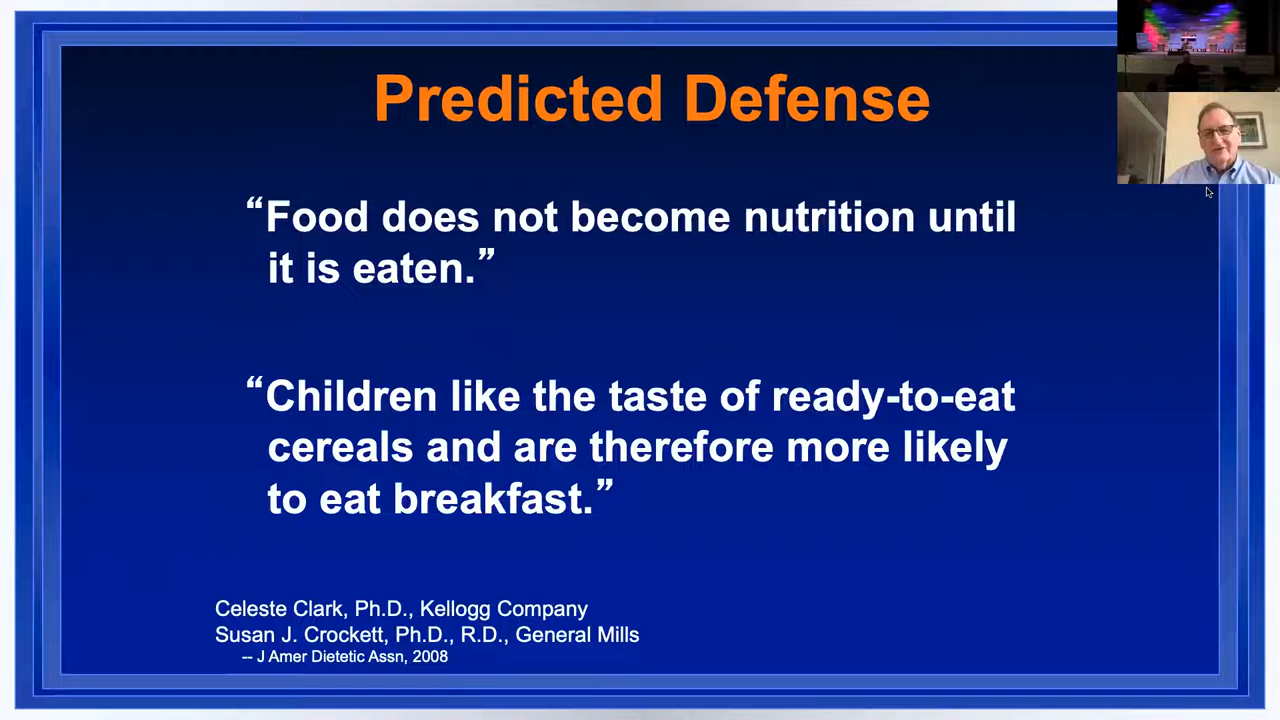 Predicted Defense
“Food does not become nutrition until
it is eaten.”
“Children like the taste of ready-to-eat
cereals and are therefore more likely
to eat breakfast.”
Celeste Clark, Ph.D., Kellogg Company
Susan J. Crockett, Ph.D., R.D., General Mills
-- J Amer Dietetic Assn, 2008